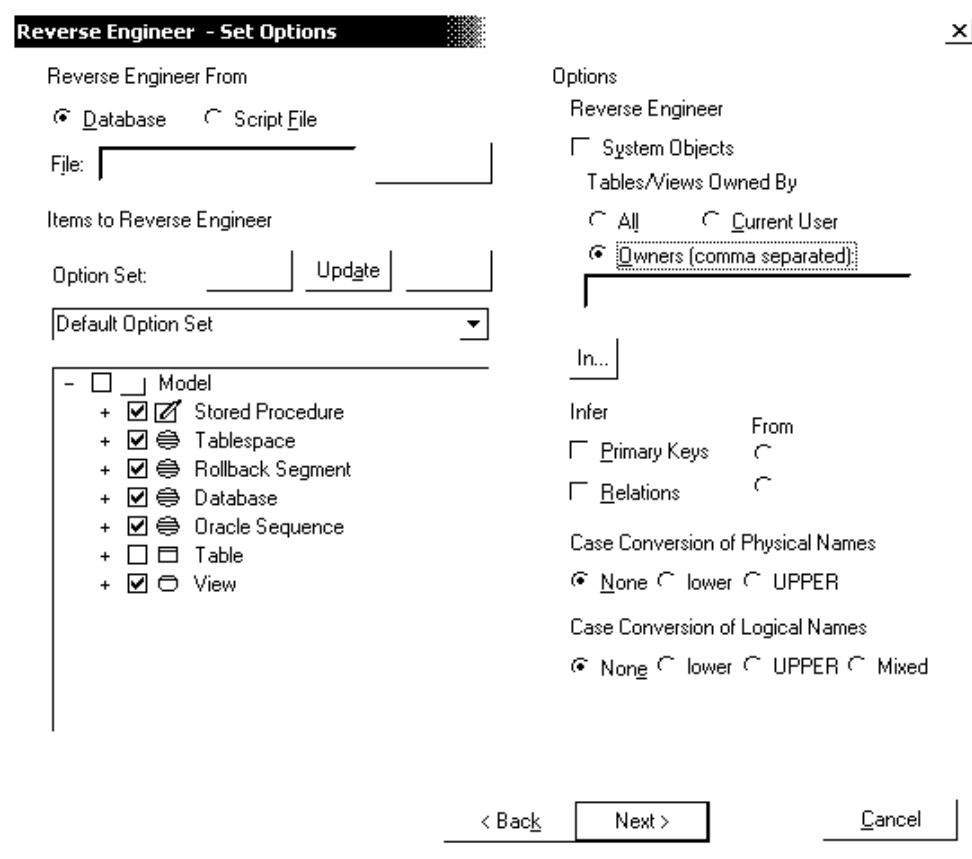 Reverse Engineer - Set Options
Reverse Engineer From
Database Script File
File:
Items to Reverse Engineer
Option Set: Update
Default Option Set
Model
Stored Procedure
Tablespace
Rollback Segment
Database
Oracle Sequence
Table
View
Options
Reverse Engineer
System Objects
Tables/Views Owned By
All Current User
Owners (comma separated):
In...
Infer
From
Primary Keys
Relations
Case Conversion of Physical Names
None lower UPPER
Case Conversion of Logical Names
None lower UPPER Mixed
< Back Next > Cancel